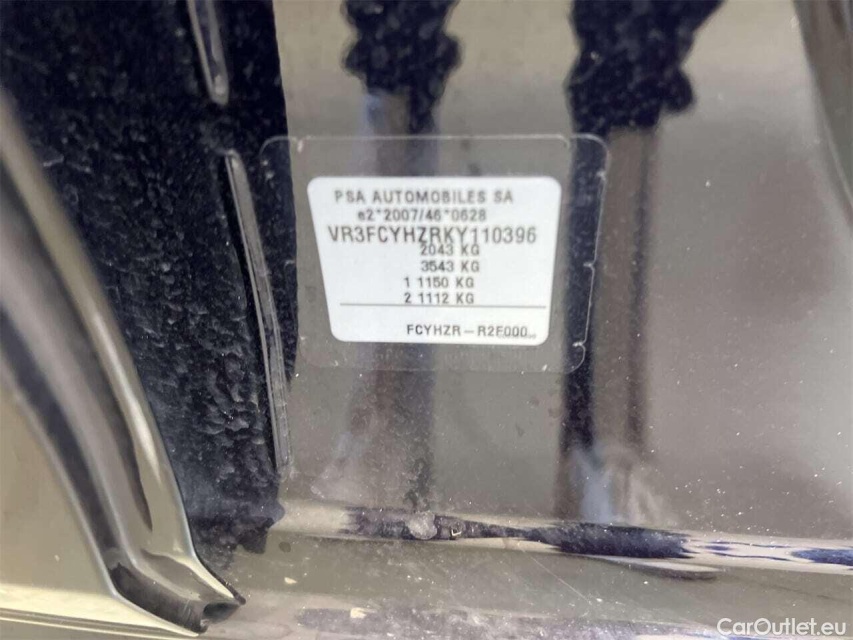 PSA AUTOMOBILES SA
e2*2007/46*0628
VR3FCYHZRKY110396
2043 KG
3543 KG
1 1150 KG
2 1112 KG
FCYHZR-R2E000
CarOutlet.eu